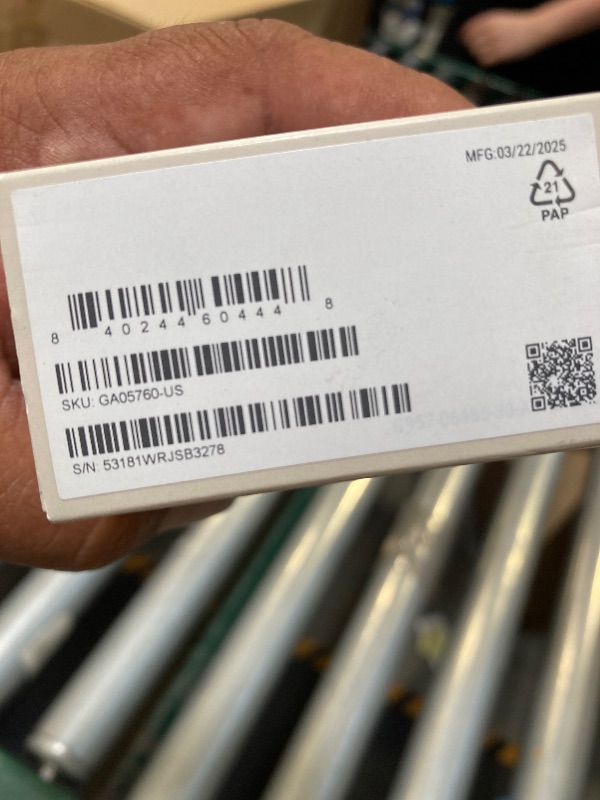 MFG:03/22/2025
21
PAP
8 40244 60444 8
SKU: GA05760-US
S/N: 53181WRJSB3278